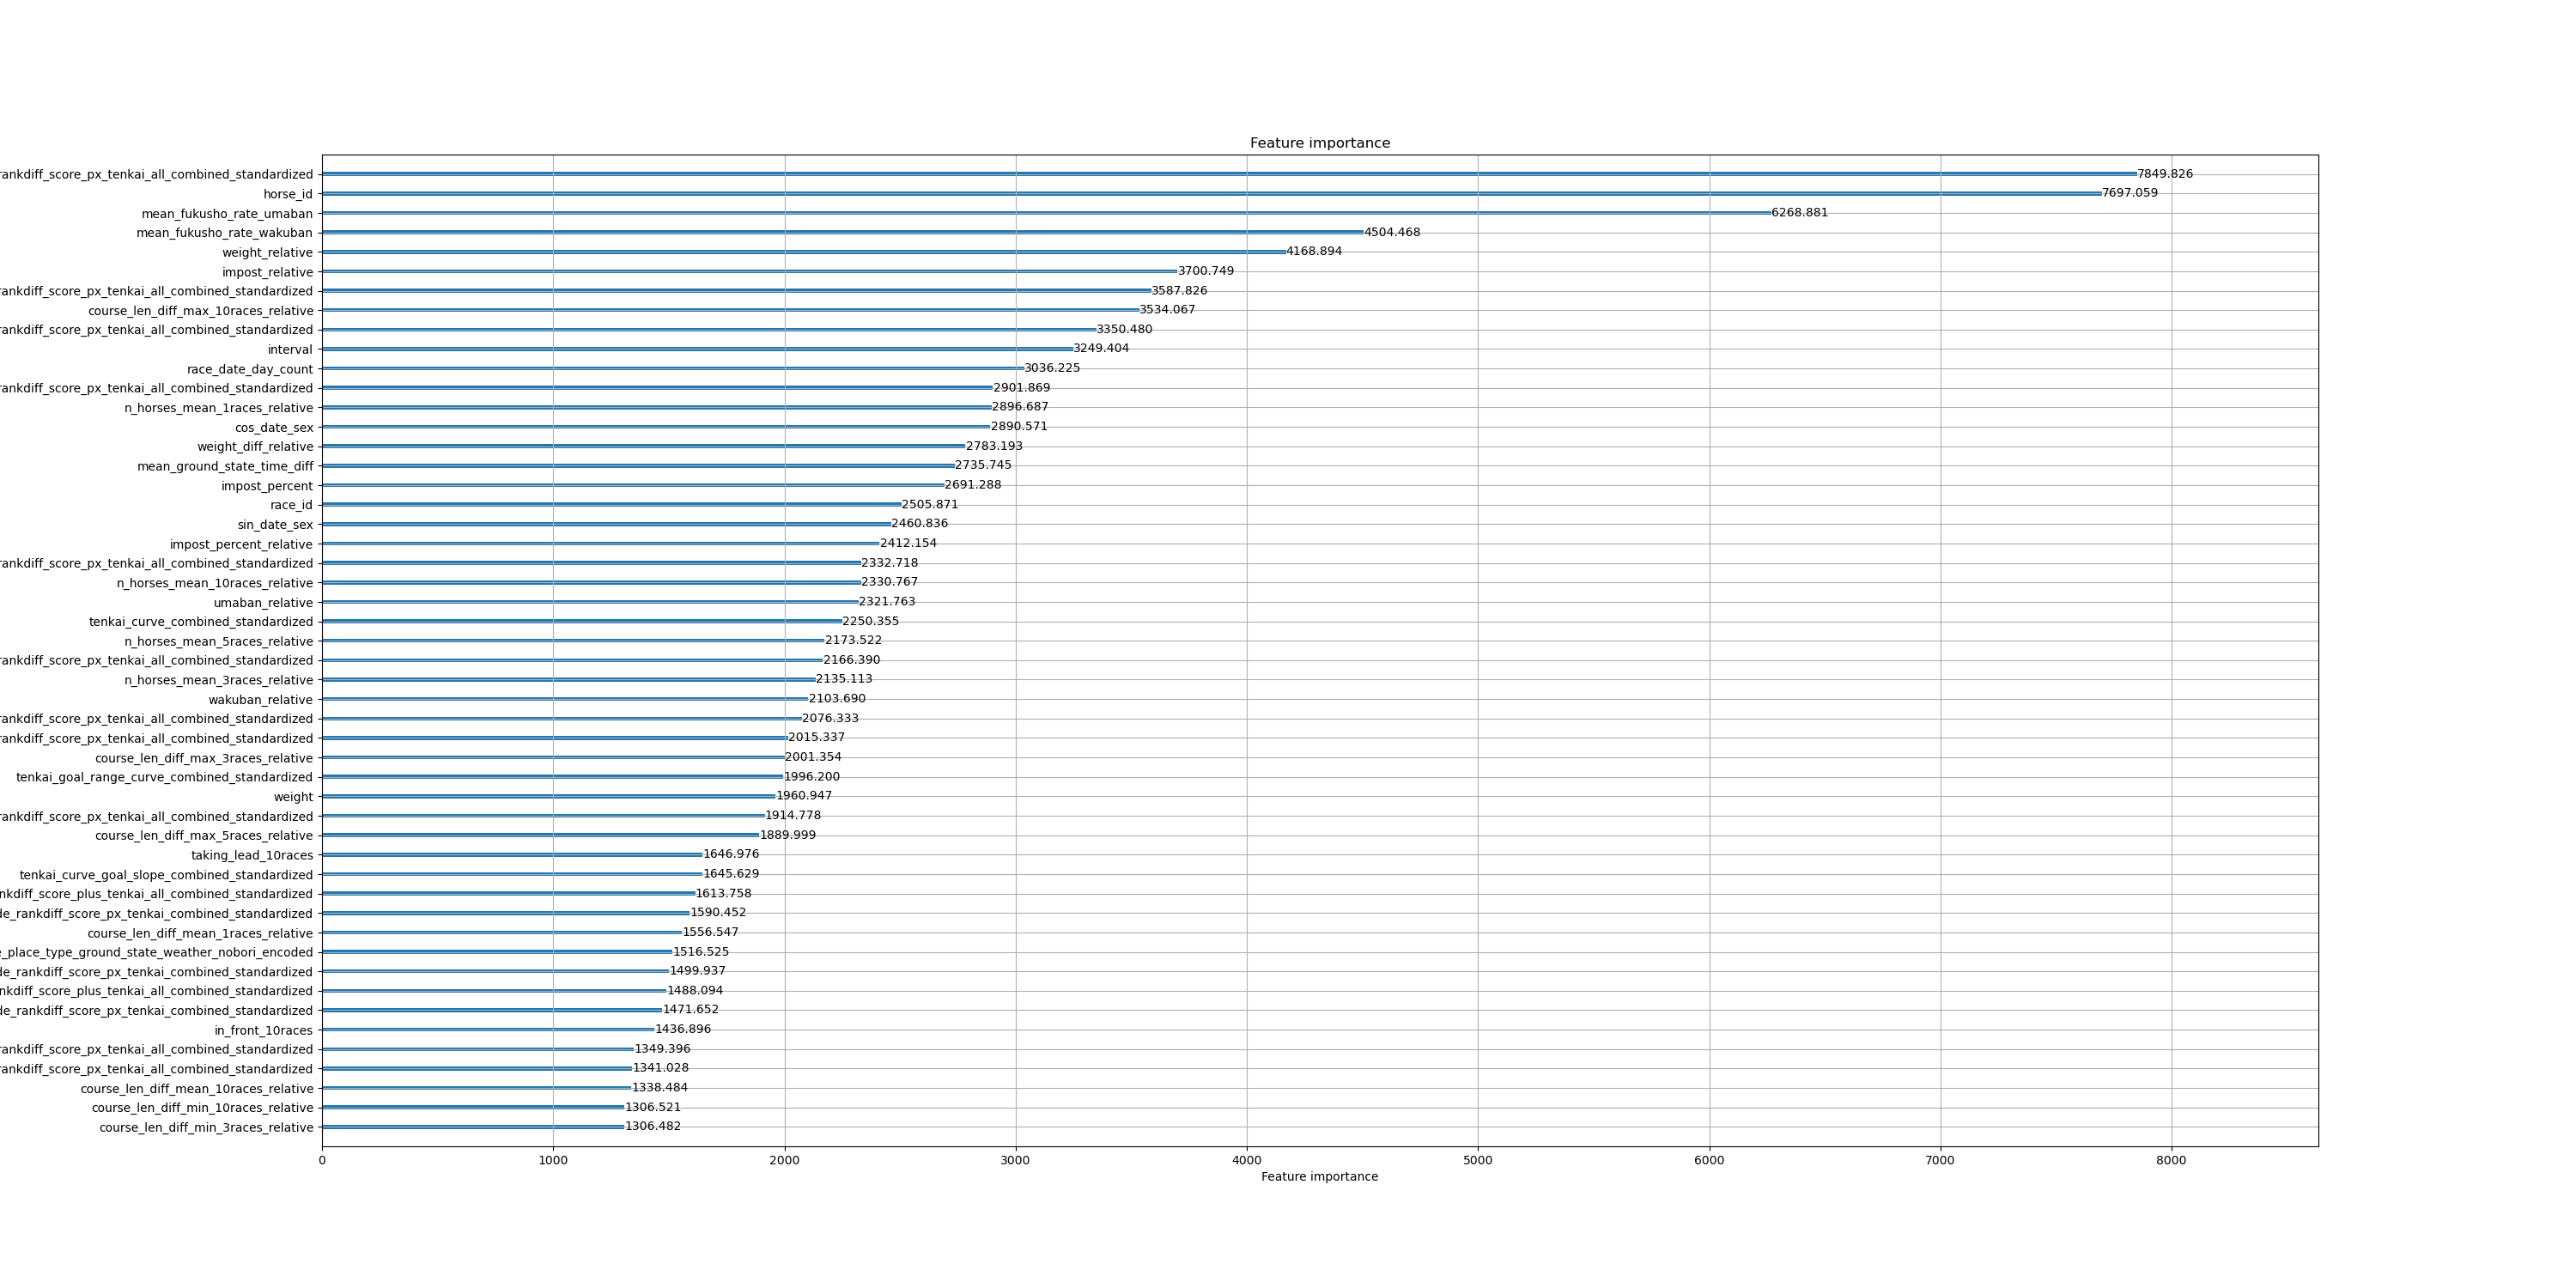 Feature importance
rankdiff_score_px_tenkai_all_combined_standardized 7849.826
horse_id 7697.059
mean_fukusho_rate_umaban 6268.881
mean_fukusho_rate_wakuban 4504.468
weight_relative 4168.894
impost_relative 3700.749
rankdiff_score_px_tenkai_all_combined_standardized 3587.826
course_len_diff_max_10races_relative 3534.067
rankdiff_score_px_tenkai_all_combined_standardized 3350.480
interval 3249.404
race_date_day_count 3036.225
rankdiff_score_px_tenkai_all_combined_standardized 2901.869
n_horses_mean_1races_relative 2896.687
cos_date_sex 2890.571
weight_diff_relative 2783.193
mean_ground_state_time_diff 2735.745
impost_percent 2691.288
race_id 2505.871
sin_date_sex 2460.836
impost_percent_relative 2412.154
rankdiff_score_px_tenkai_all_combined_standardized 2332.718
n_horses_mean_10races_relative 2330.767
umaban_relative 2321.763
tenkai_curve_combined_standardized 2250.355
n_horses_mean_5races_relative 2173.522
rankdiff_score_px_tenkai_all_combined_standardized 2166.390
n_horses_mean_3races_relative 2135.113
wakuban_relative 2103.690
rankdiff_score_px_tenkai_all_combined_standardized 2076.333
rankdiff_score_px_tenkai_all_combined_standardized 2015.337
course_len_diff_max_3races_relative 2001.354
tenkai_goal_range_curve_combined_standardized 1996.200
weight 1960.947
rankdiff_score_px_tenkai_all_combined_standardized 1914.778
course_len_diff_max_5races_relative 1889.999
taking_lead_10races 1646.976
tenkai_curve_goal_slope_combined_standardized 1645.629
nkdiff_score_plus_tenkai_all_combined_standardized 1613.758
de_rankdiff_score_px_tenkai_combined_standardized 1590.452
course_len_diff_mean_1races_relative 1556.547
e_place_type_ground_state_weather_nobori_encoded 1516.525
de_rankdiff_score_px_tenkai_combined_standardized 1499.937
nkdiff_score_plus_tenkai_all_combined_standardized 1488.094
de_rankdiff_score_px_tenkai_combined_standardized 1471.652
in_front_10races 1436.896
rankdiff_score_px_tenkai_all_combined_standardized 1349.396
rankdiff_score_px_tenkai_all_combined_standardized 1341.028
course_len_diff_mean_10races_relative 1338.484
course_len_diff_min_10races_relative 1306.521
course_len_diff_min_3races_relative 1306.482
0 1000 2000 3000 4000 5000 6000 7000 8000
Feature importance